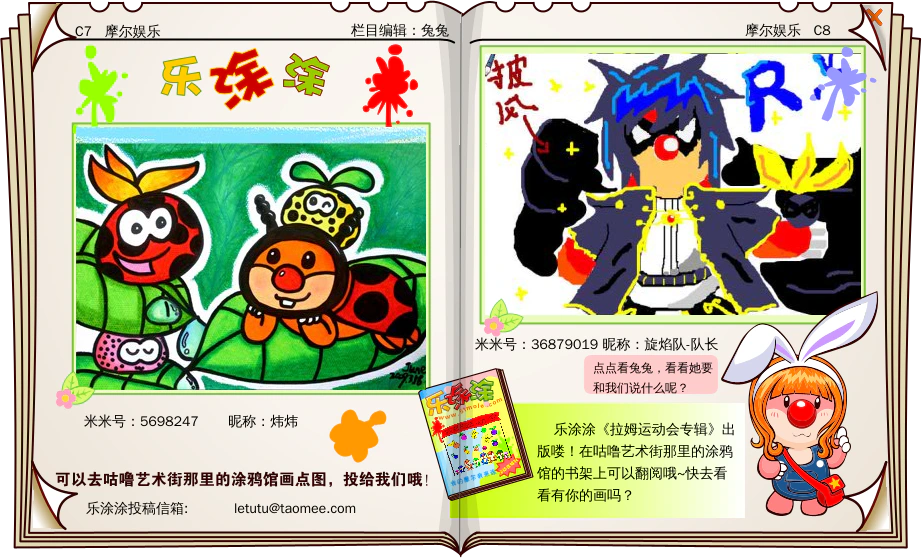 C7 摩尔娱乐
栏目编辑：兔兔
乐涂涂
米米号：5698247 昵称：炜炜
可以去咕噜艺术街那里的涂鸦馆画点图，投给我们哦！
乐涂涂投稿信箱: letutu@taomee.com
摩尔娱乐 C8
披
风
R
米米号：36879019 昵称：旋焰队-队长
点点看兔兔，看看她要
和我们说什么呢？
乐涂涂
乐涂涂《拉姆运动会专辑》出
版喽！在咕噜艺术街那里的涂鸦
馆的书架上可以翻阅哦~快去看
看有你的画吗？